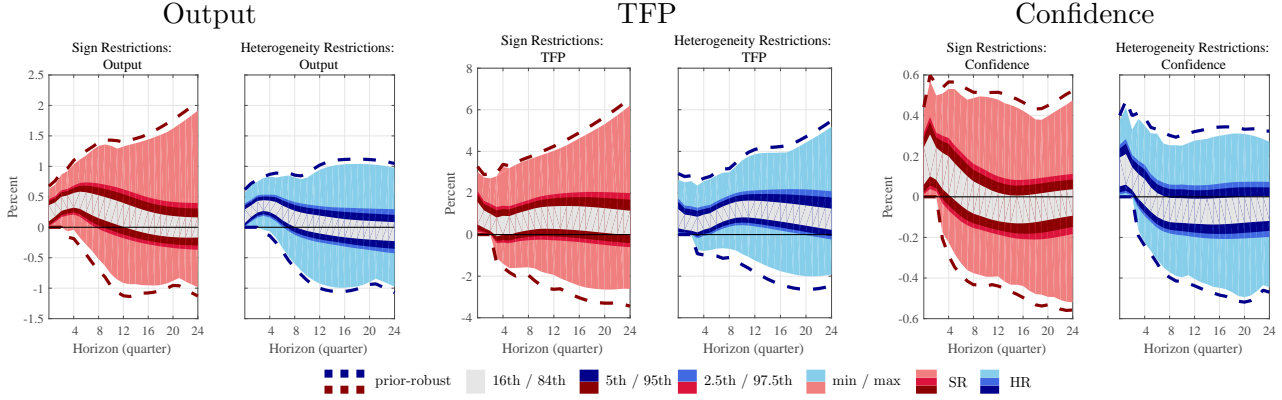 Output
TFP
Confidence
Sign Restrictions:
Output
Heterogeneity Restrictions:
Output
Sign Restrictions:
TFP
Heterogeneity Restrictions:
TFP
Sign Restrictions:
Confidence
Heterogeneity Restrictions:
Confidence
Percent
2.5
2
1.5
1
0.5
0
-0.5
-1
-1.5
4 8 12 16 20 24
Horizon (quarter)
4 8 12 16 20 24
Horizon (quarter)
Percent
8
6
4
2
0
-2
-4
4 8 12 16 20 24
Horizon (quarter)
4 8 12 16 20 24
Horizon (quarter)
Percent
0.6
0.4
0.2
0
-0.2
-0.4
-0.6
4 8 12 16 20 24
Horizon (quarter)
4 8 12 16 20 24
Horizon (quarter)
prior-robust 16th / 84th 5th / 95th 2.5th / 97.5th min / max SR HR